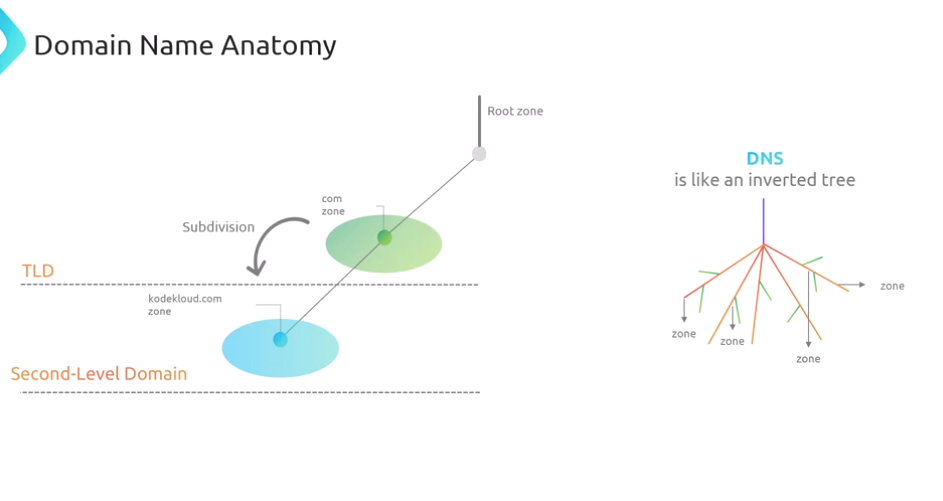 Domain Name Anatomy
Root zone
com
zone
Subdivision
TLD
kodekloud.com
zone
Second-Level Domain
DNS
is like an inverted tree
zone
zone
zone
zone